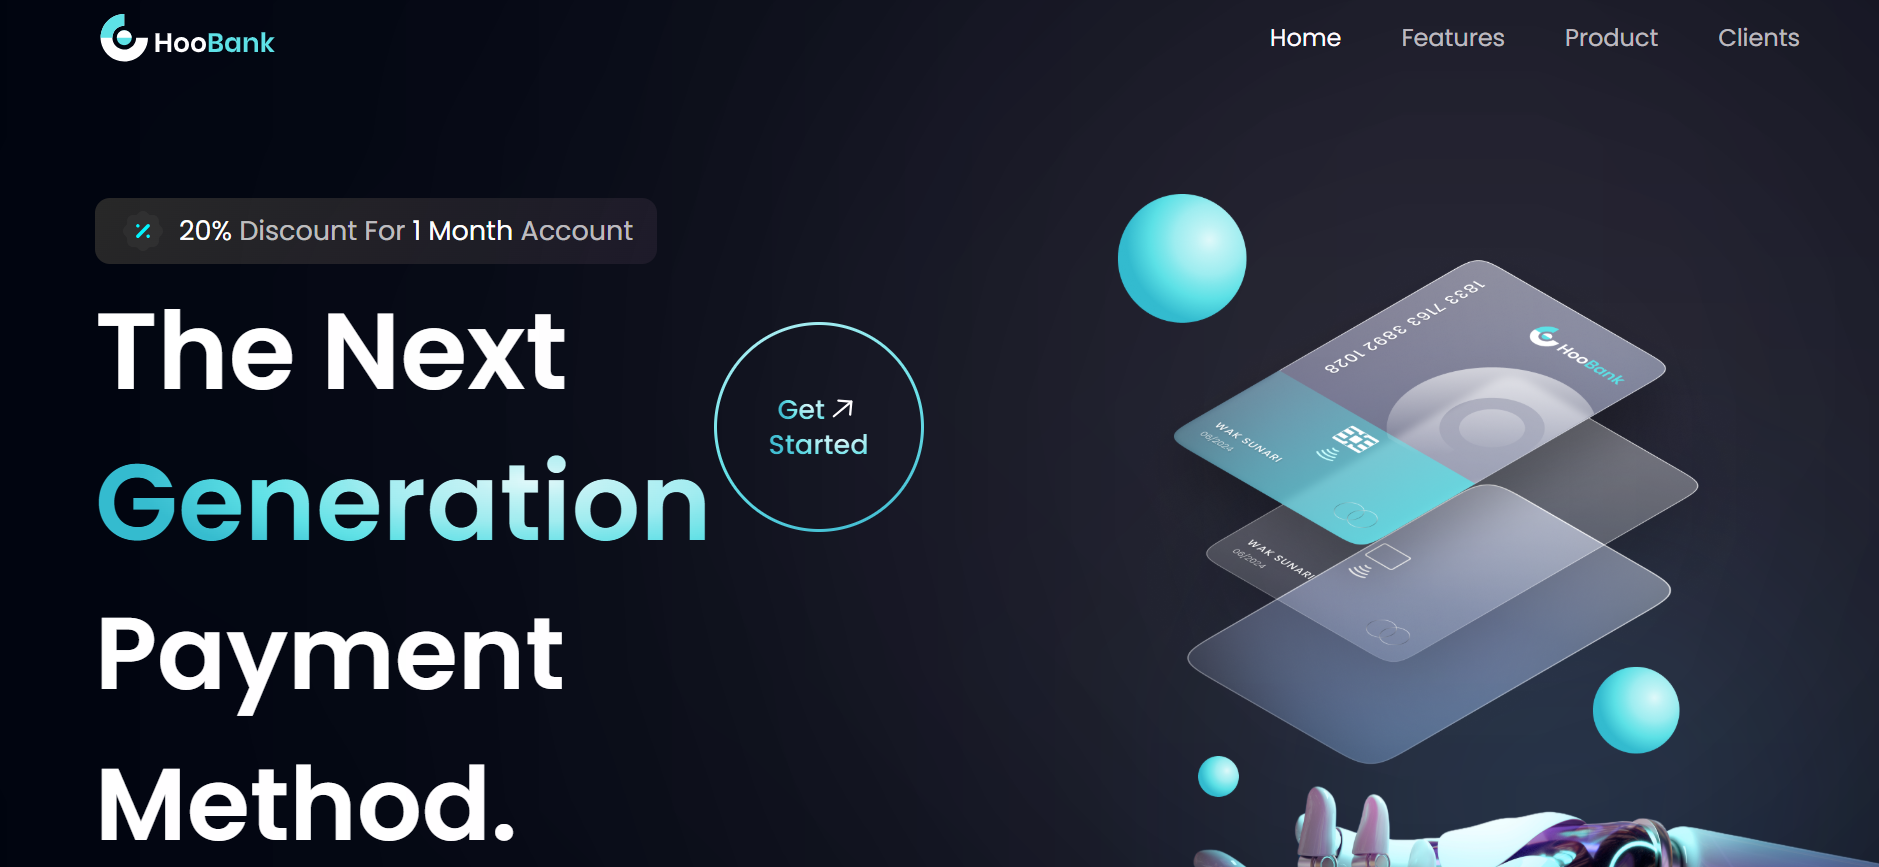 HooBank
Home Features Product Clients
20% Discount For 1 Month Account
The Next
Generation
Payment
Method.
Get
Started
1833 7163 3892 1028
HooBank
WAK SUNARI
06/2024
WAK SUNARI
06/2024